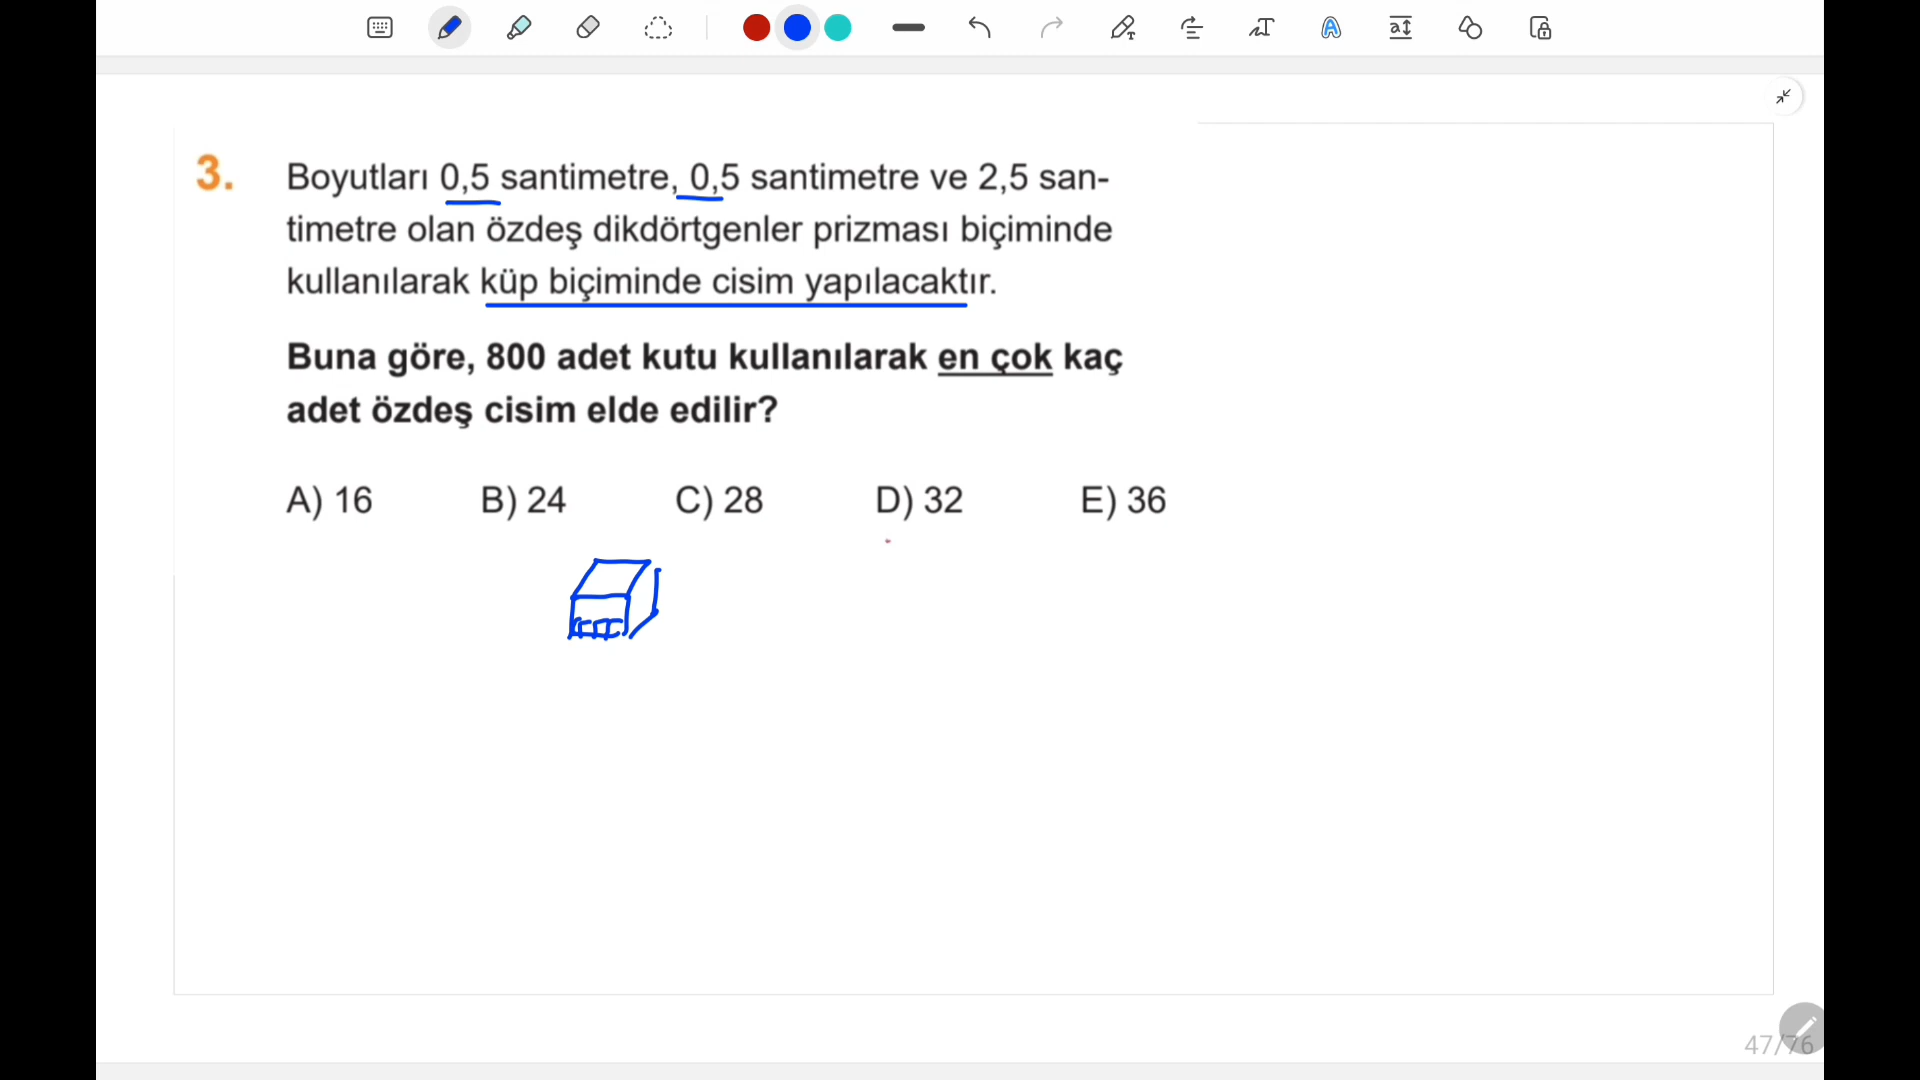 3. Boyutları 0,5 santimetre, 0,5 santimetre ve 2,5 san-
timetre olan özdeş dikdörtgenler prizması biçiminde
kullanılarak küp biçiminde cisim yapılacaktır.
Buna göre, 800 adet kutu kullanılarak en çok kaç
adet özdeş cisim elde edilir?
A) 16 B) 24 C) 28 D) 32 E) 36
47/76